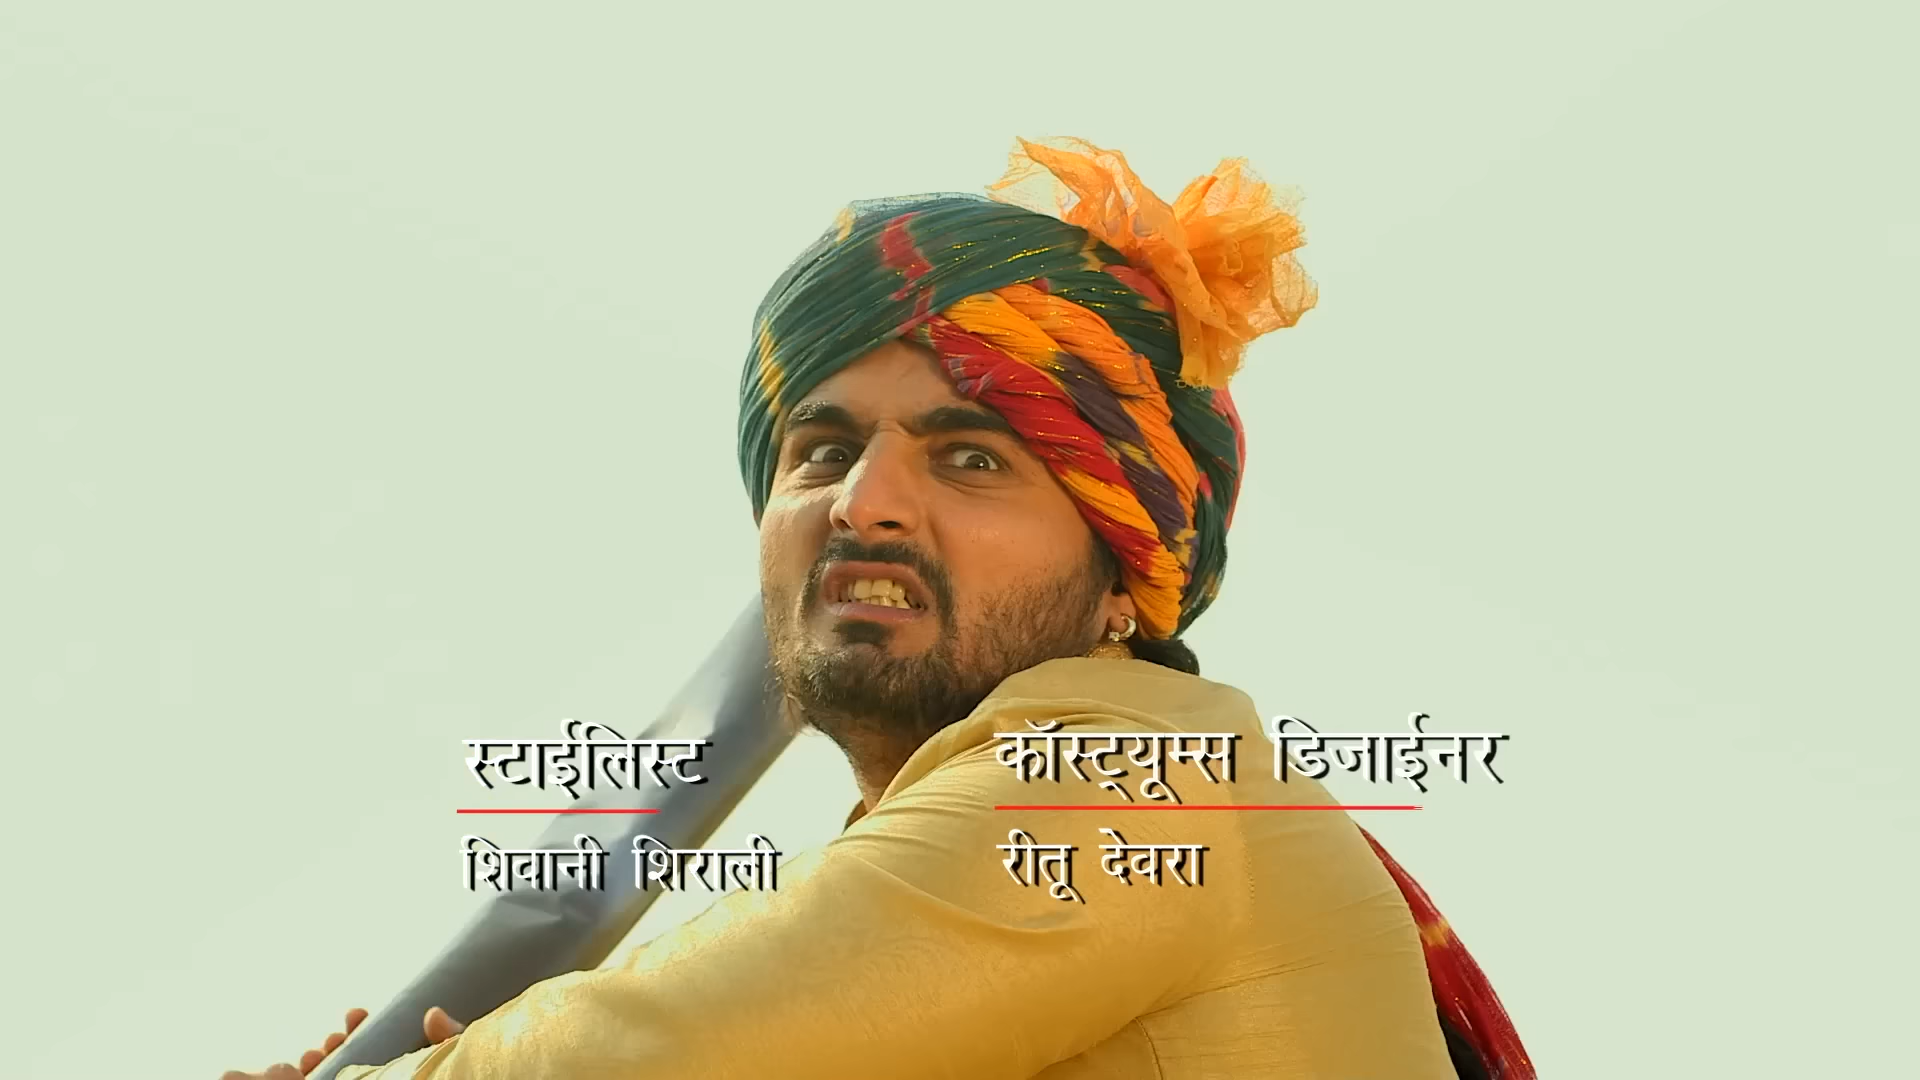 स्टाईलिस्ट
शिवानी शिराली
कॉस्ट्यूम्स डिजाईनर
रीतू देवरा